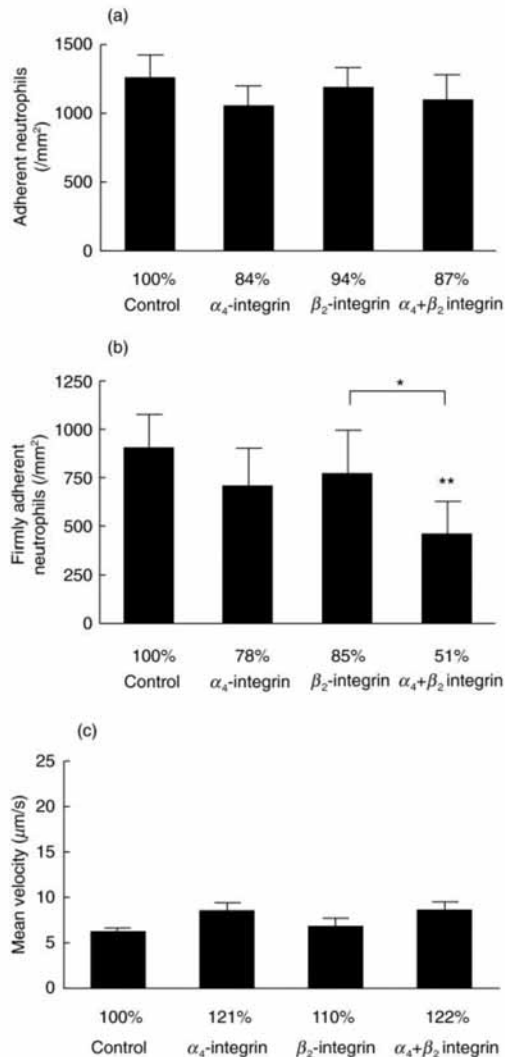 (a)
Adherent neutrophils
(/mm²)
1500
1000
500
0
100% 84% 94% 87%
Control α₄-integrin β₂-integrin α₄+β₂ integrin
(b)
Firmly adherent
neutrophils (/mm²)
1250
1000
750
500
250
0
*
**
100% 78% 85% 51%
Control α₄-integrin β₂-integrin α₄+β₂ integrin
(c)
Mean velocity (μm/s)
25
20
15
10
5
0
100% 121% 110% 122%
Control α₄-integrin β₂-integrin α₄+β₂ integrin